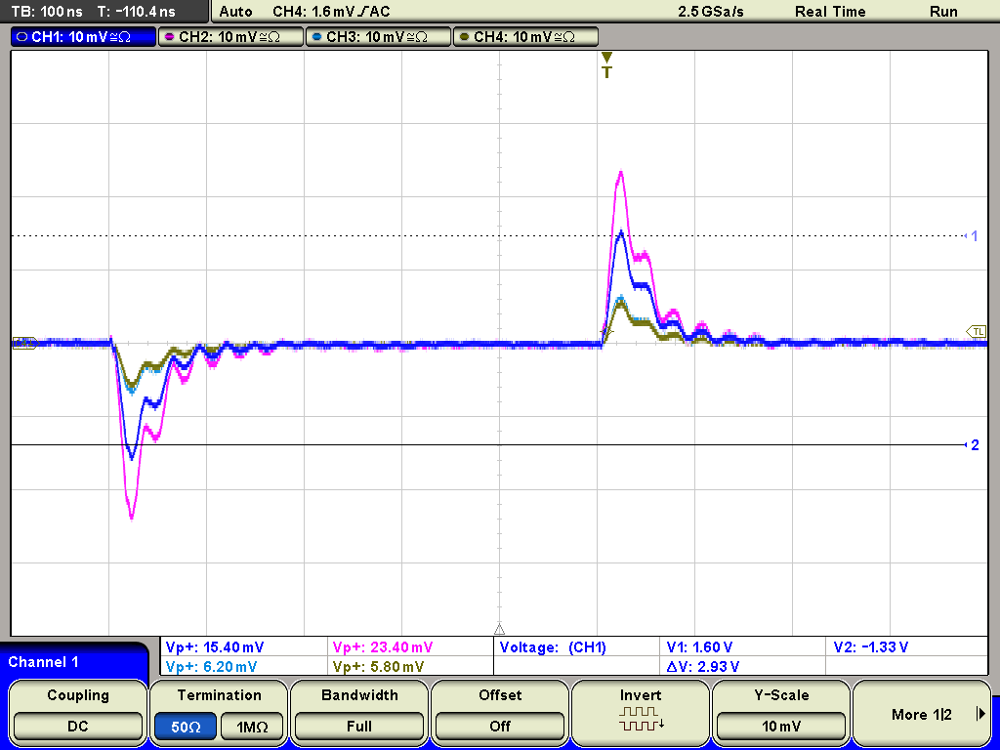 TB: 100 ns T: -110.4 ns Auto CH4: 1.6 mV AC 2.5 GSa/s Real Time Run
CH1: 10 mV≅Ω CH2: 10 mV≅Ω CH3: 10 mV≅Ω CH4: 10 mV≅Ω
T
1
TL
2
Vp+: 15.40 mV Vp+: 23.40 mV Voltage: (CH1) V1: 1.60 V V2: -1.33 V
Channel 1
Vp+: 6.20 mV Vp+: 5.80 mV ΔV: 2.93 V
Coupling Termination Bandwidth Offset Invert Y-Scale
More 1|2
DC 50Ω 1MΩ Full Off 10 mV